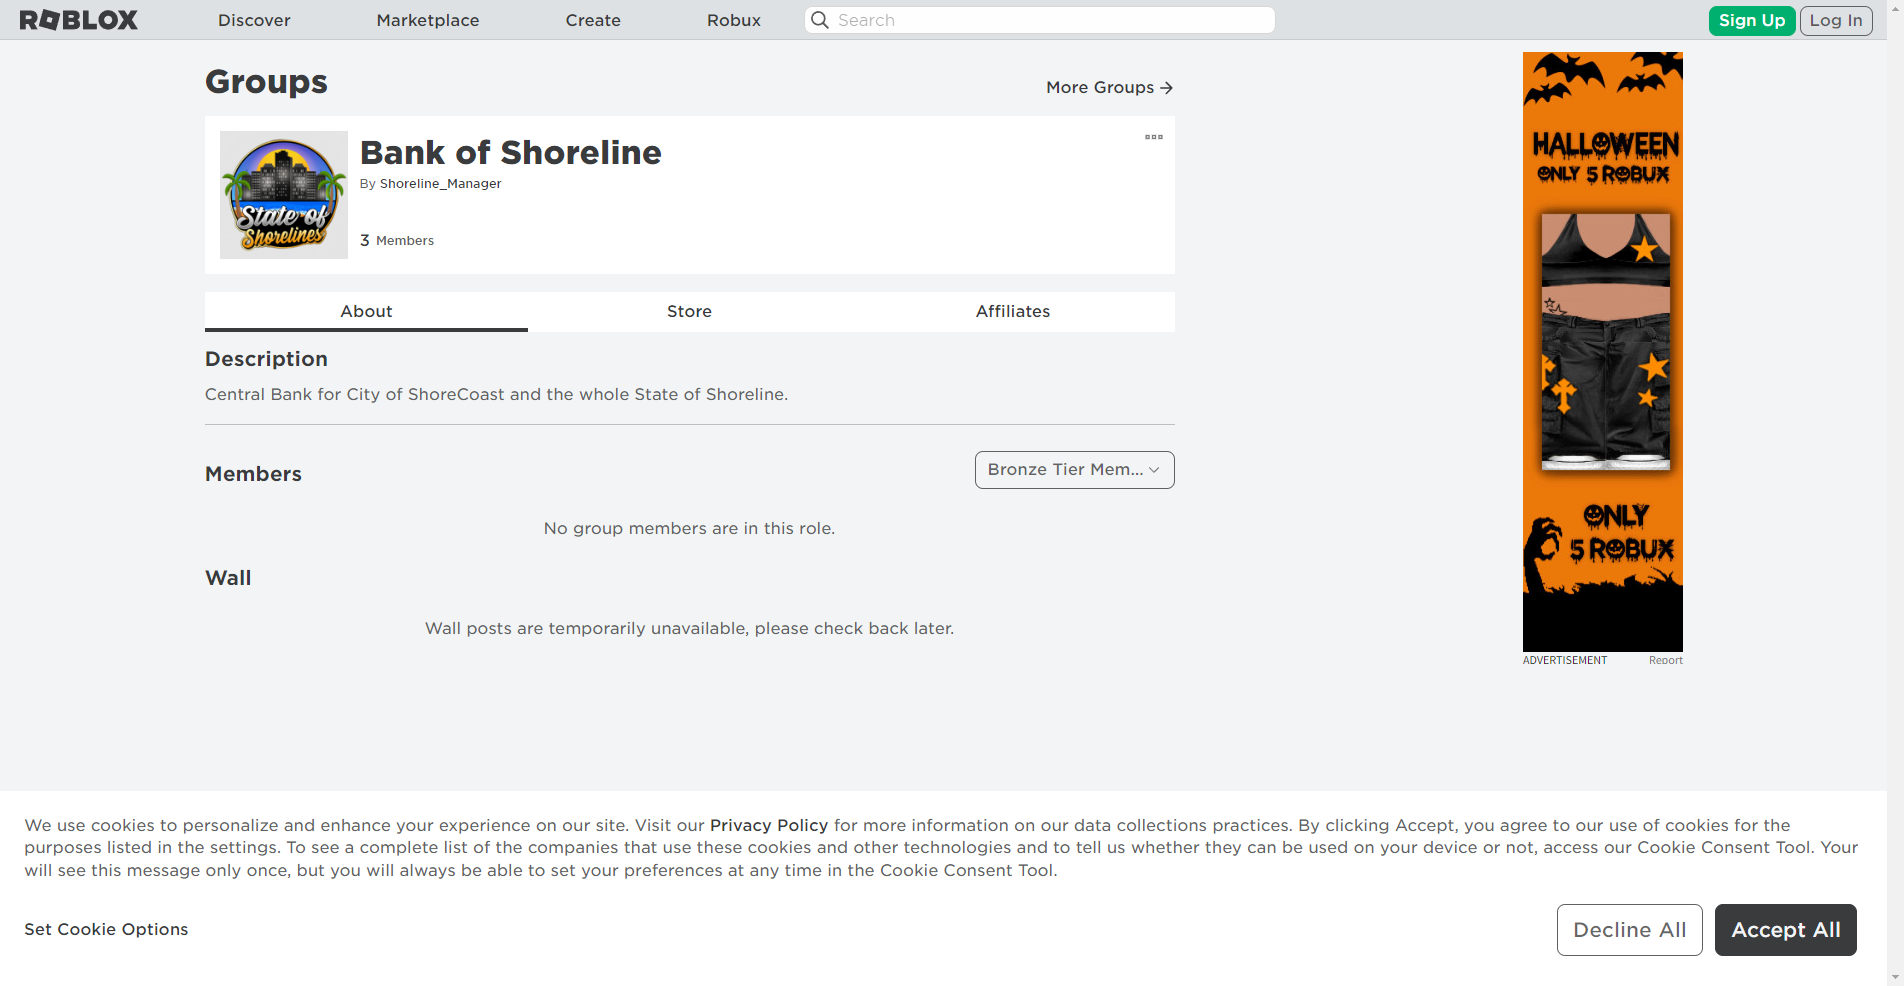 ROBLOX
Discover
Marketplace
Create
Robux
Search
Sign Up
Log In
Groups
More Groups
State of
Shorelines
Bank of Shoreline
By Shoreline_Manager
3 Members
About
Store
Affiliates
Description
Central Bank for City of ShoreCoast and the whole State of Shoreline.
Members
Bronze Tier Mem...
No group members are in this role.
Wall
Wall posts are temporarily unavailable, please check back later.
HALLOWEEN
ONLY 5 ROBUX
ONLY
5 ROBUX
ADVERTISEMENT
Report
We use cookies to personalize and enhance your experience on our site. Visit our Privacy Policy for more information on our data collections practices. By clicking Accept, you agree to our use of cookies for the
purposes listed in the settings. To see a complete list of the companies that use these cookies and other technologies and to tell us whether they can be used on your device or not, access our Cookie Consent Tool. Your
will see this message only once, but you will always be able to set your preferences at any time in the Cookie Consent Tool.
Set Cookie Options
Decline All
Accept All